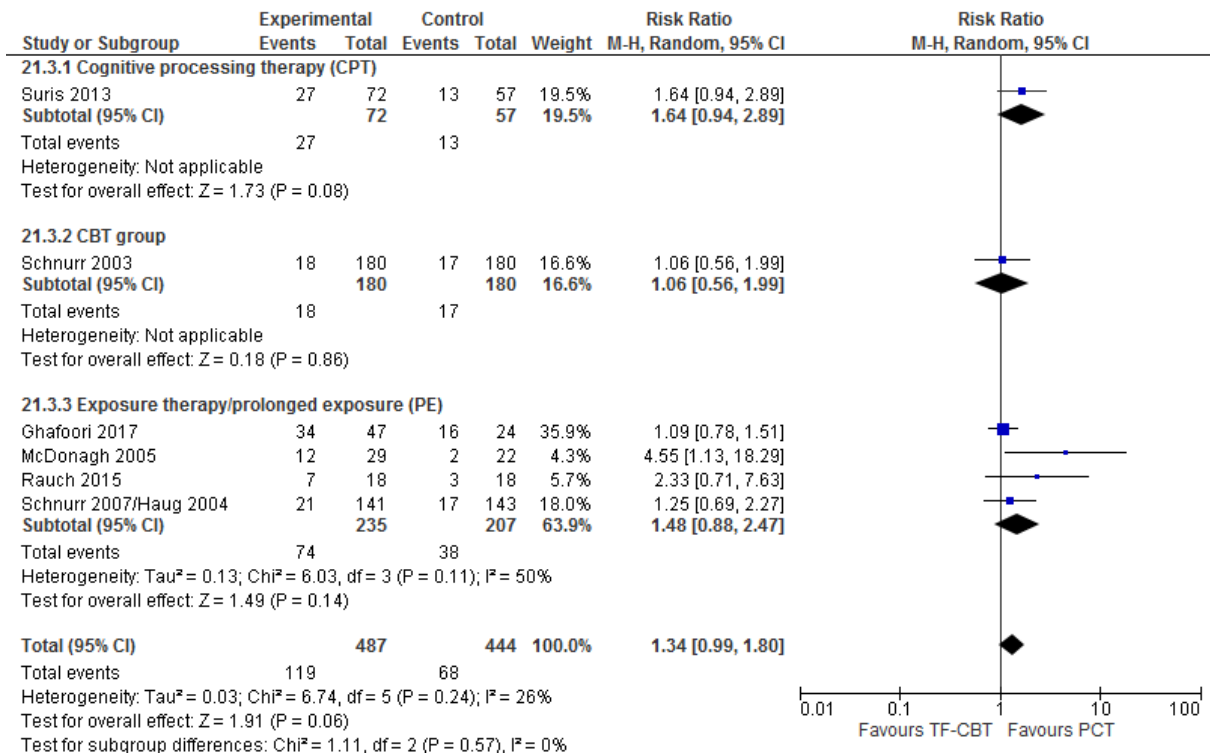 Experimental Control Risk Ratio Risk Ratio
Study or Subgroup Events Total Events Total Weight M-H, Random, 95% CI M-H, Random, 95% CI
21.3.1 Cognitive processing therapy (CPT)
Suris 2013 27 72 13 57 19.5% 1.64 [0.94, 2.89]
Subtotal (95% CI) 72 57 19.5% 1.64 [0.94, 2.89]
Total events 27 13
Heterogeneity: Not applicable
Test for overall effect: Z = 1.73 (P = 0.08)
21.3.2 CBT group
Schnurr 2003 18 180 17 180 16.6% 1.06 [0.56, 1.99]
Subtotal (95% CI) 180 180 16.6% 1.06 [0.56, 1.99]
Total events 18 17
Heterogeneity: Not applicable
Test for overall effect: Z = 0.18 (P = 0.86)
21.3.3 Exposure therapy/prolonged exposure (PE)
Ghafoori 2017 34 47 16 24 35.9% 1.09 [0.78, 1.51]
McDonagh 2005 12 29 2 22 4.3% 4.55 [1.13, 18.29]
Rauch 2015 7 18 3 18 5.7% 2.33 [0.71, 7.63]
Schnurr 2007/Haug 2004 21 141 17 143 18.0% 1.25 [0.69, 2.27]
Subtotal (95% CI) 235 207 63.9% 1.48 [0.88, 2.47]
Total events 74 38
Heterogeneity: Tau² = 0.13; Chi² = 6.03, df = 3 (P = 0.11); I² = 50%
Test for overall effect: Z = 1.49 (P = 0.14)
Total (95% CI) 487 444 100.0% 1.34 [0.99, 1.80]
Total events 119 68
Heterogeneity: Tau² = 0.03; Chi² = 6.74, df = 5 (P = 0.24); I² = 26%
Test for overall effect: Z = 1.91 (P = 0.06)
Test for subgroup differences: Chi² = 1.11, df = 2 (P = 0.57), I² = 0%
0.01 0.1 1 10 100
Favours TF-CBT Favours PCT